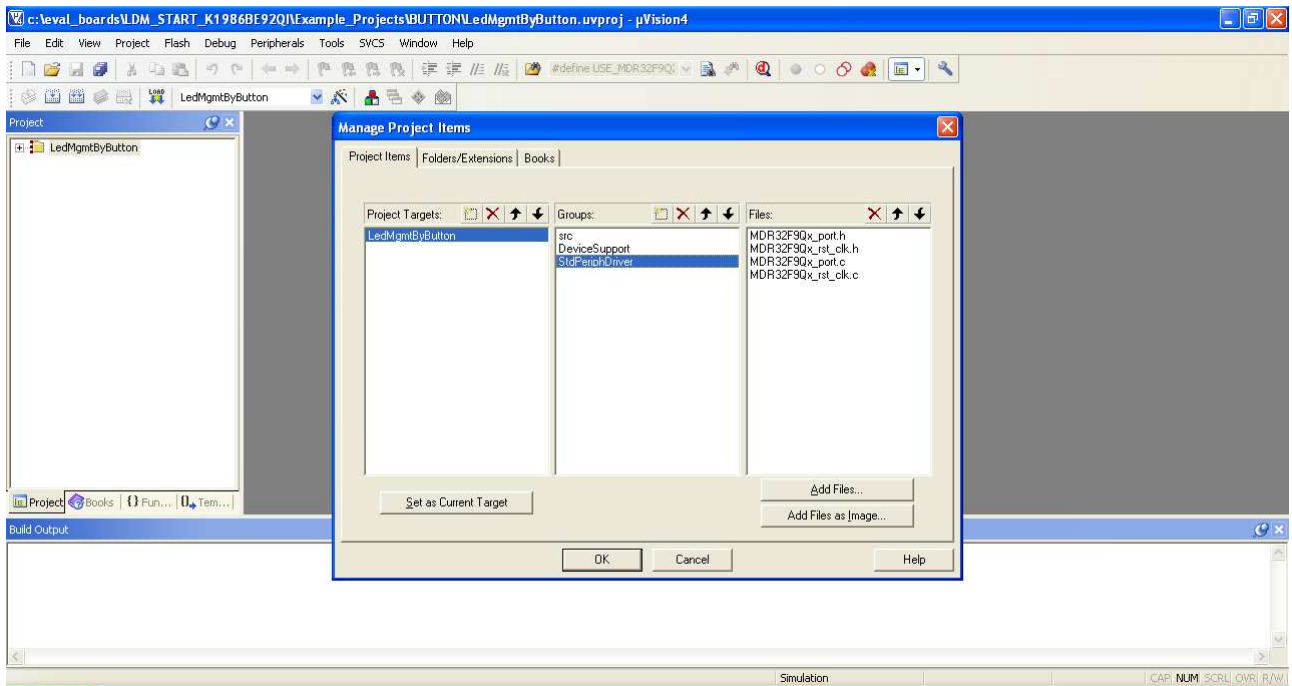 c:\eval_boards\LDM_START_K1986BE92QI\Example_Projects\BUTTON\LedMgmtByButton.uvproj - µVision4
File Edit View Project Flash Debug Peripherals Tools SVCS Window Help
#define USE_MDR32F9Q
LOAD LedMgmtByButton
Project
LedMgmtByButton
Manage Project Items
Project Items Folders/Extensions Books
Project Targets: Groups: Files:
LedMgmtByButton
src
DeviceSupport
StdPeriphDriver
MDR32F9Qx_port.h
MDR32F9Qx_rst_clk.h
MDR32F9Qx_port.c
MDR32F9Qx_rst_clk.c
Set as Current Target
Add Files...
Add Files as Image...
OK Cancel Help
Project Books {} Fun... Tem...
Build Output
Simulation CAP NUM SCRL OVR R/W